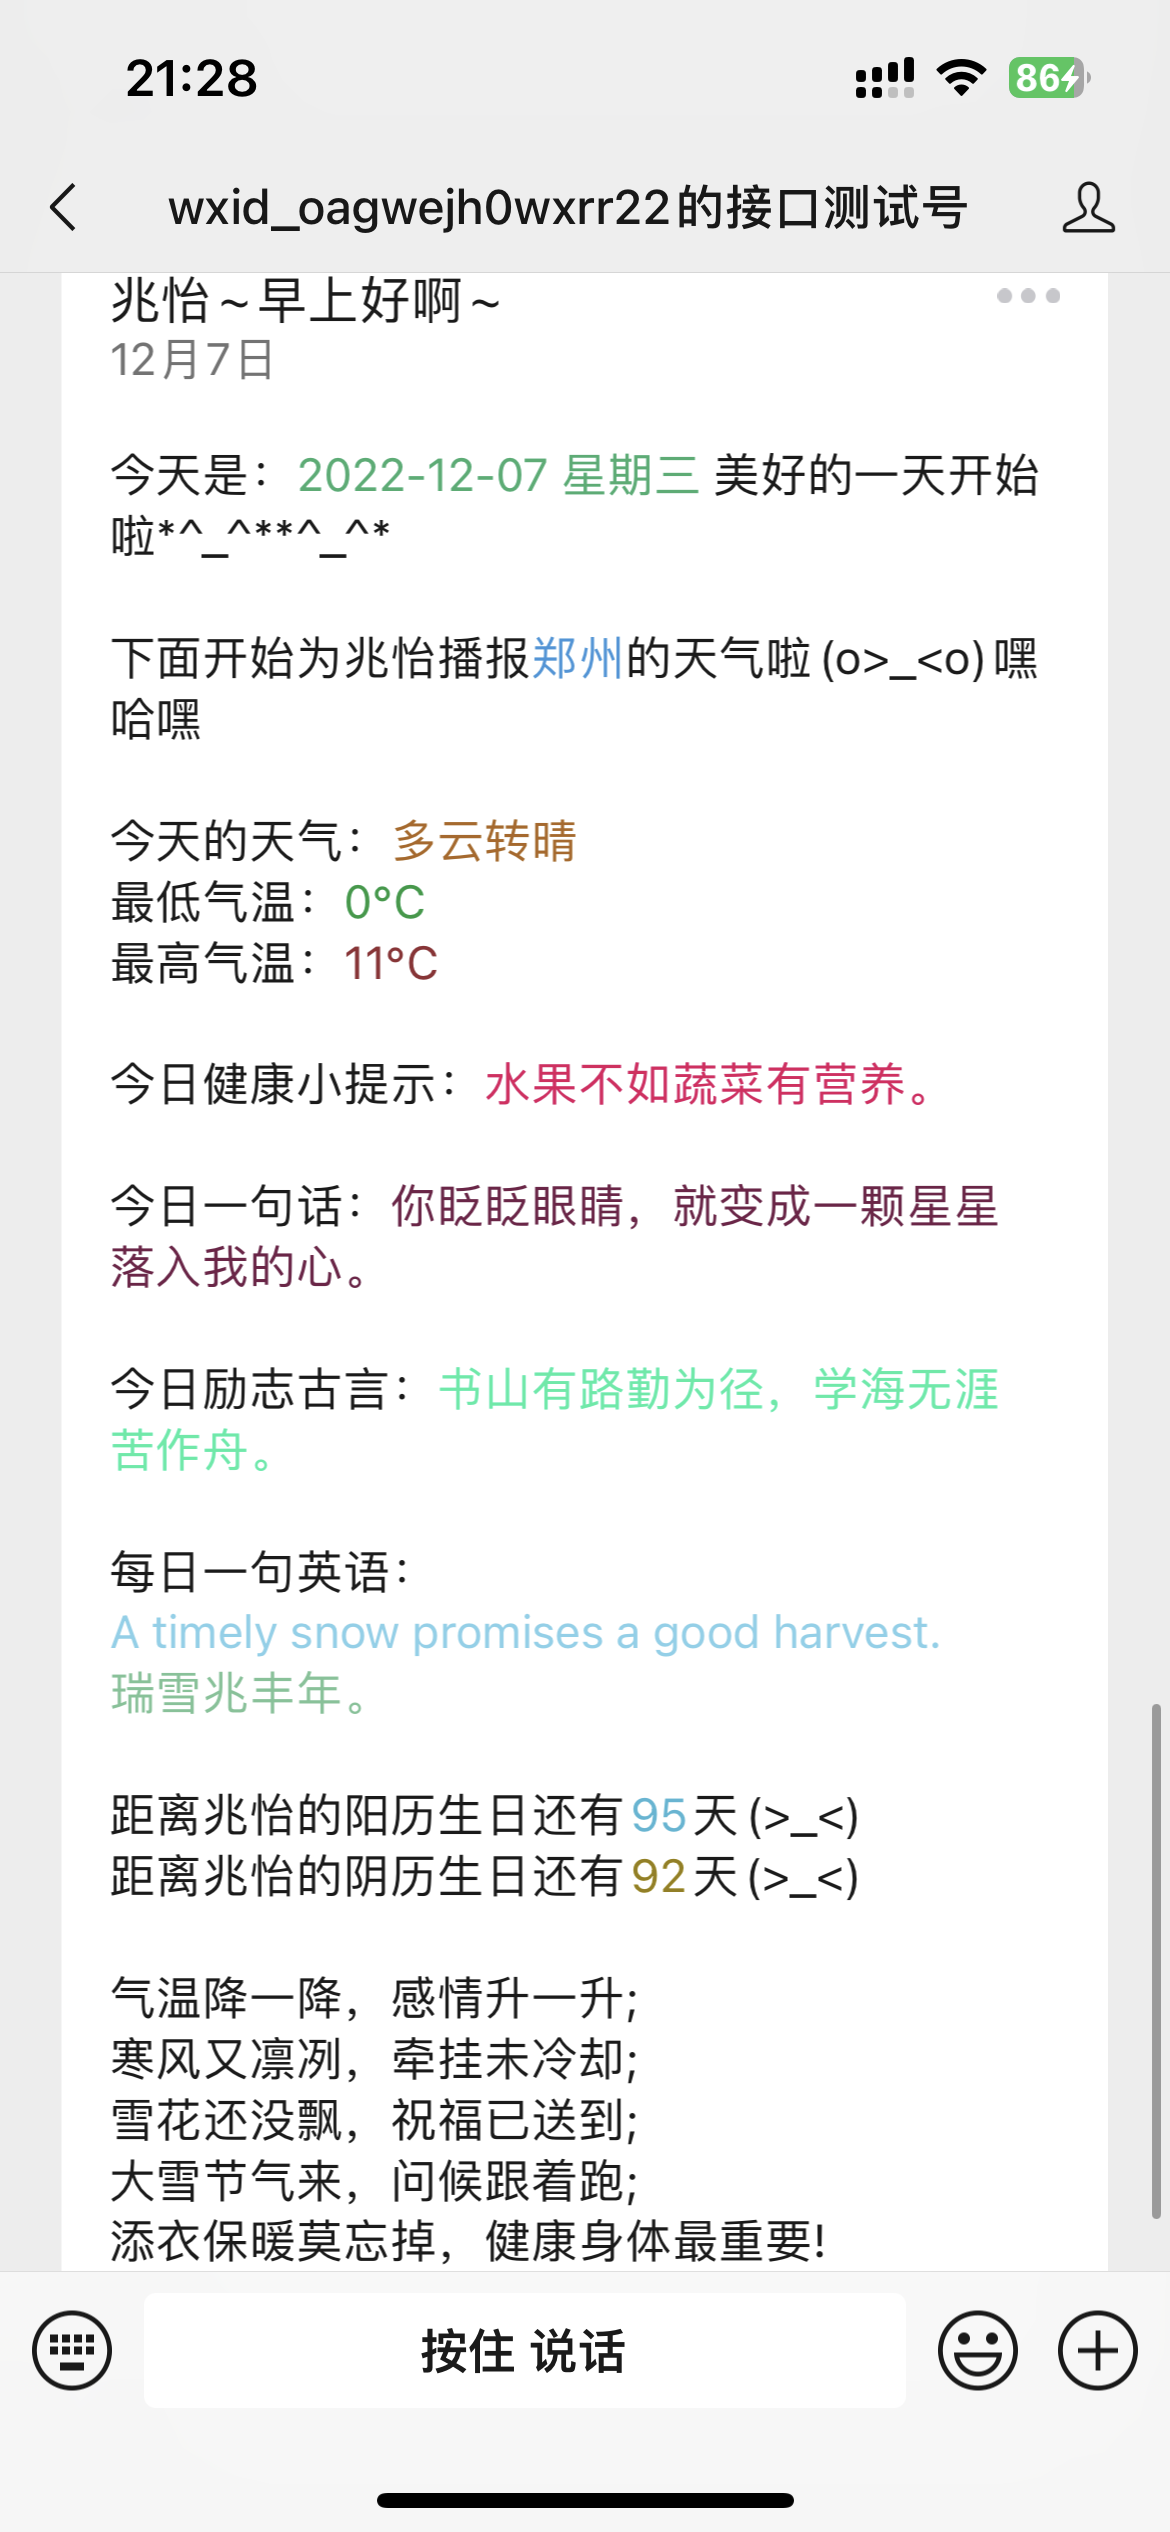 21:28
86
wxid_oagwejh0wxrr22的接口测试号
兆怡~早上好啊~
12月7日
今天是：2022-12-07 星期三 美好的一天开始
啦*^_^**^_^*
下面开始为兆怡播报郑州的天气啦(o>_<o)嘿
哈嘿
今天的天气：多云转晴
最低气温：0°C
最高气温：11°C
今日健康小提示：水果不如蔬菜有营养。
今日一句话：你眨眨眼睛，就变成一颗星星
落入我的心。
今日励志古言：书山有路勤为径，学海无涯
苦作舟。
每日一句英语：
A timely snow promises a good harvest.
瑞雪兆丰年。
距离兆怡的阳历生日还有95天(>_<)
距离兆怡的阴历生日还有92天(>_<)
气温降一降，感情升一升;
寒风又凛冽，牵挂未冷却;
雪花还没飘，祝福已送到;
大雪节气来，问候跟着跑;
添衣保暖莫忘掉，健康身体最重要!
按住 说话